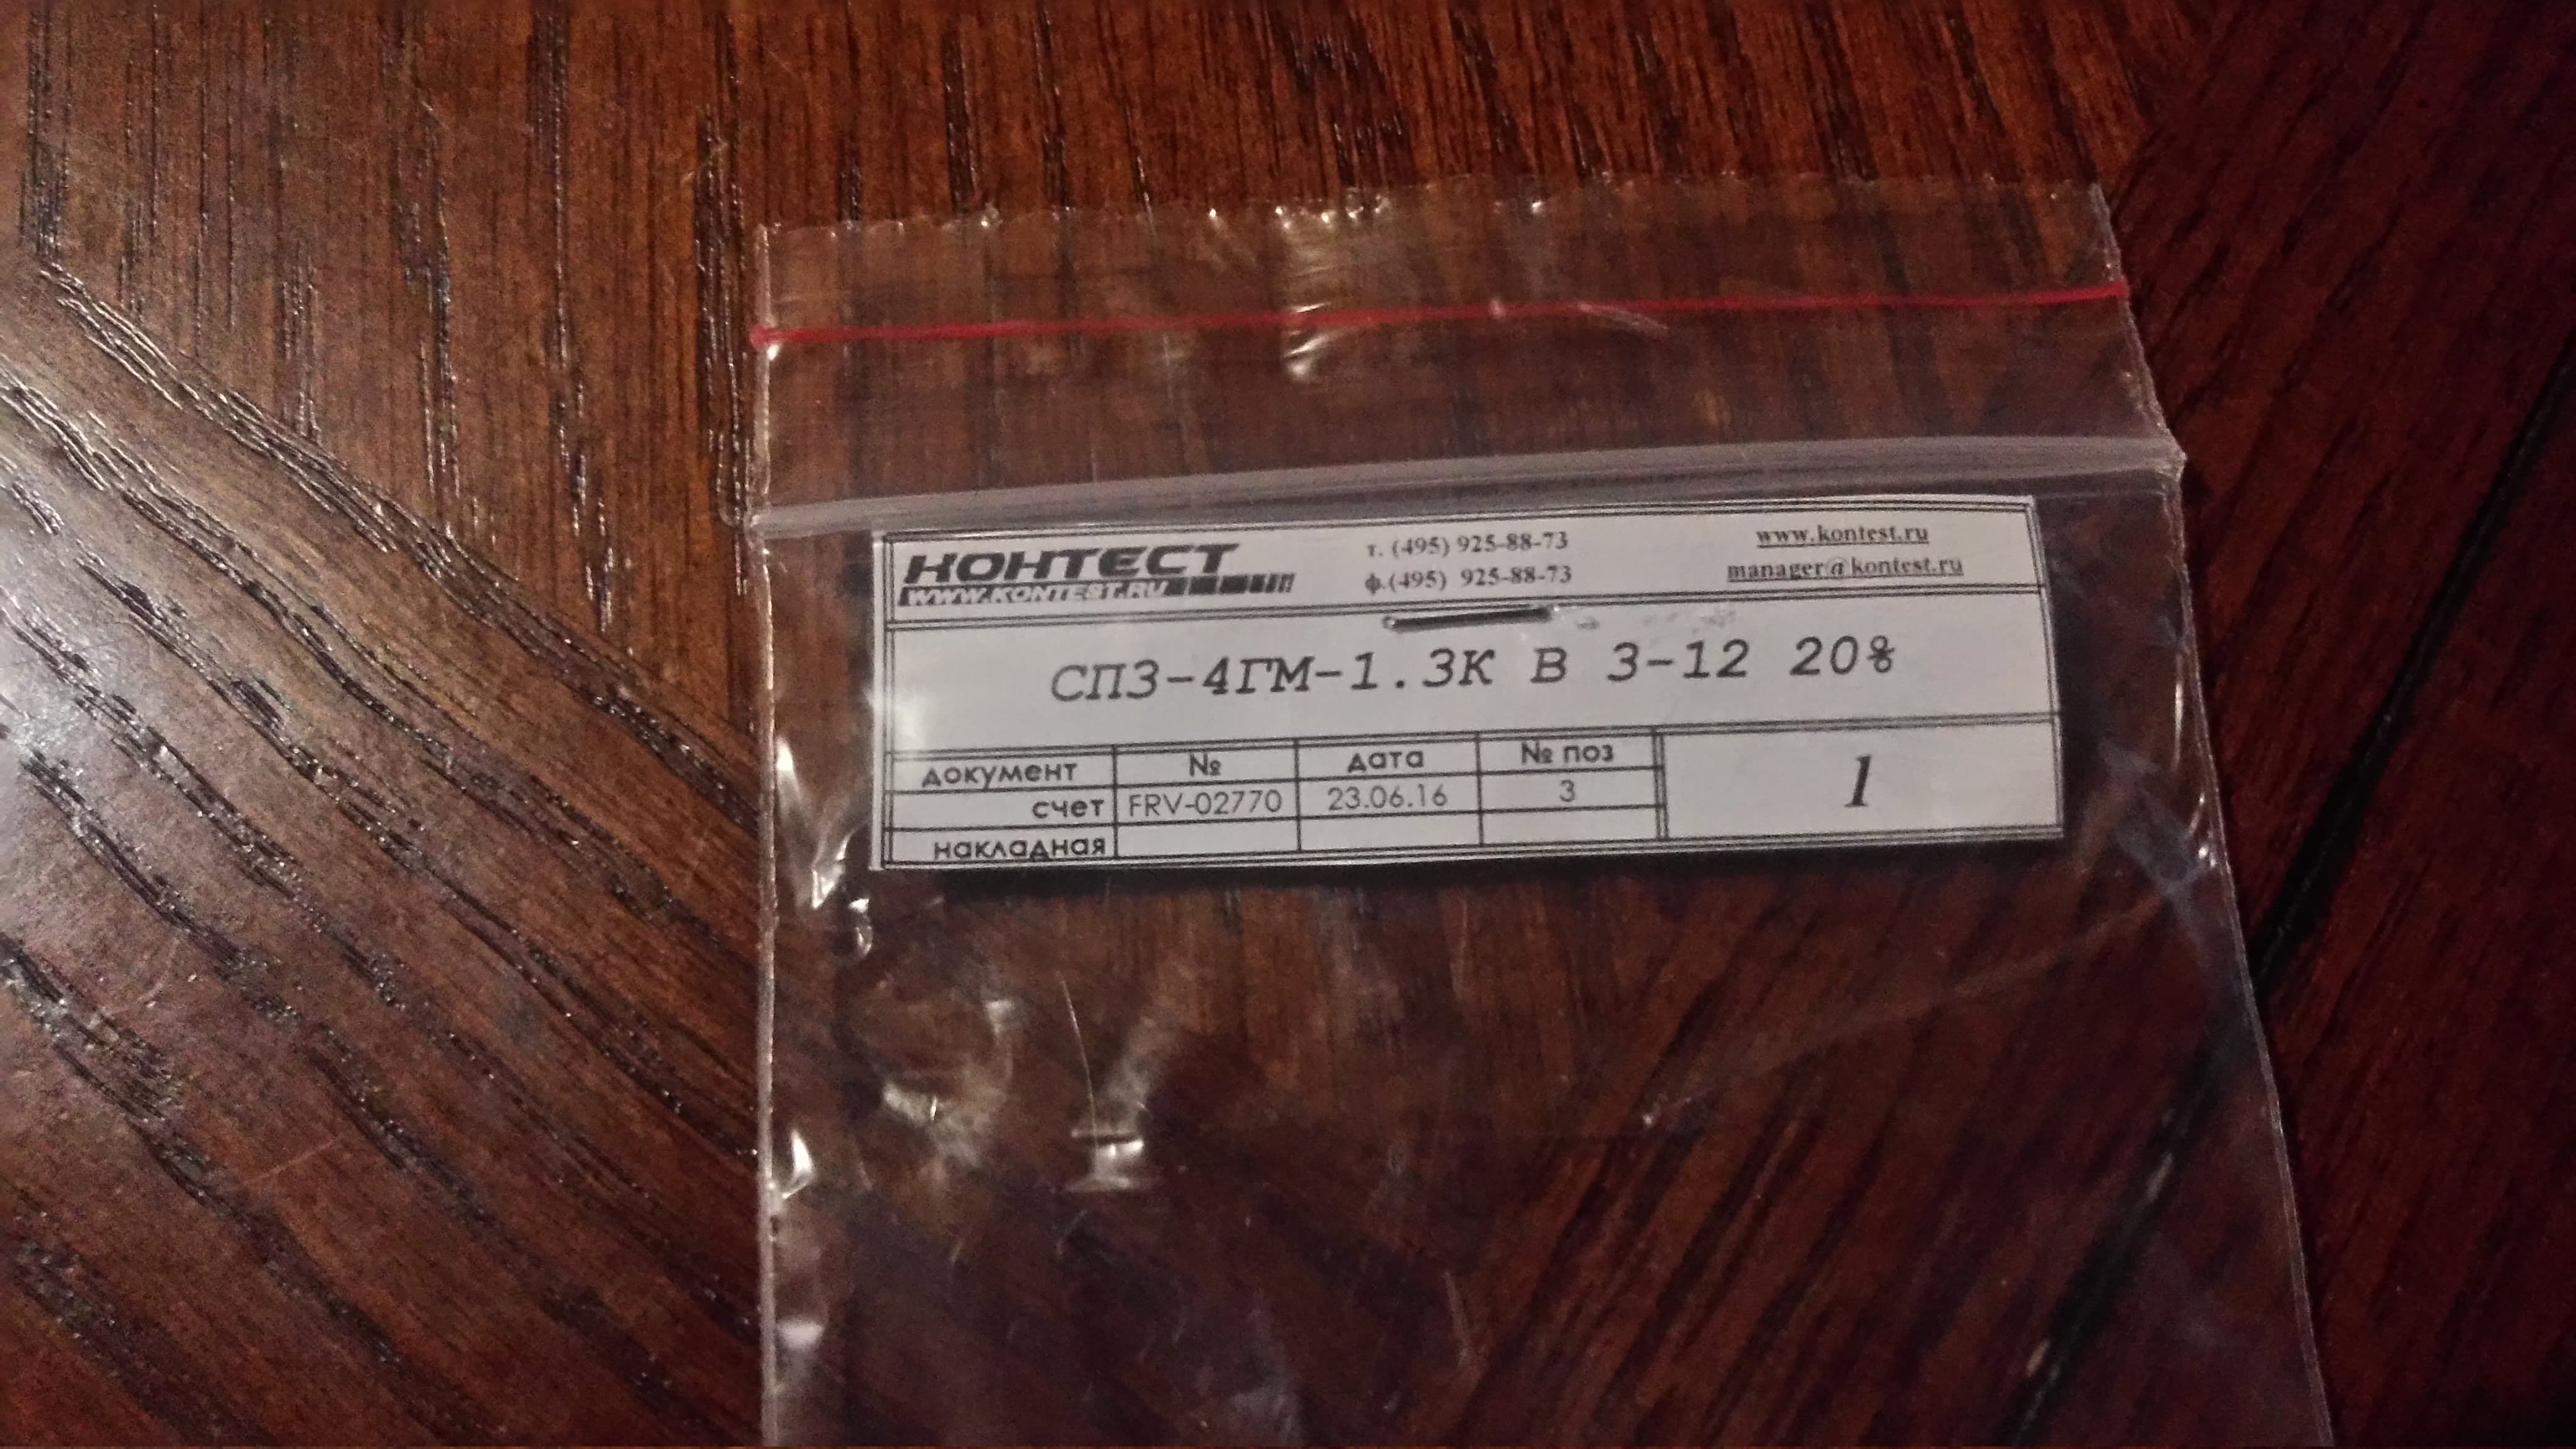 КОНТЕСТ
WWW.KONTEST.RU
т. (495) 925-88-73
ф.(495) 925-88-73
www.kontest.ru
manager@kontest.ru
СП3-4ГМ-1.3К В 3-12 20%
документ № дата № поз
счет FRV-02770 23.06.16 3
накладная
1